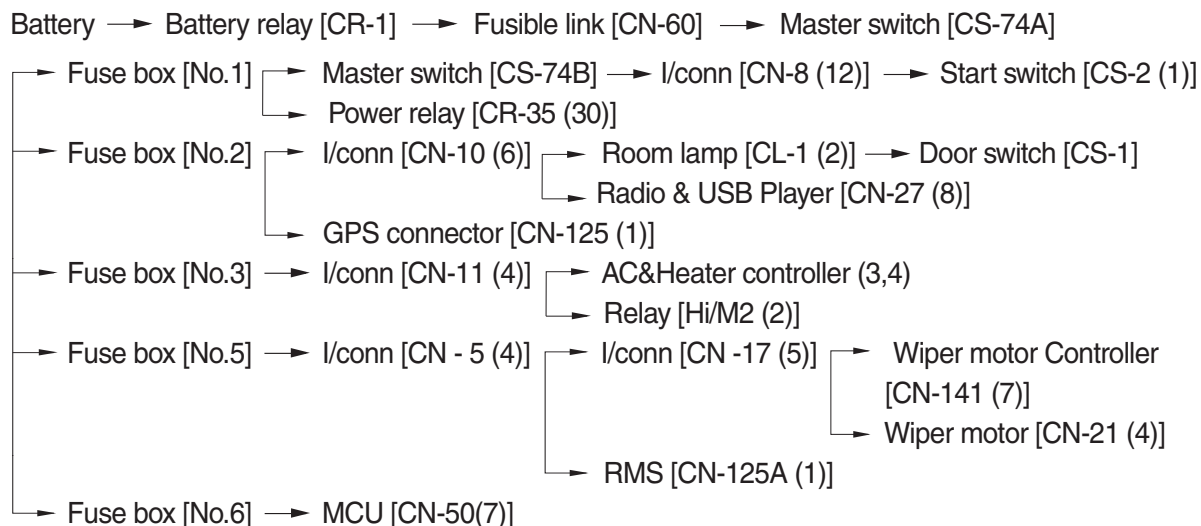 Battery → Battery relay [CR-1] → Fusible link [CN-60] → Master switch [CS-74A]
Fuse box [No.1] → Master switch [CS-74B] → I/conn [CN-8 (12)] → Start switch [CS-2 (1)]
Power relay [CR-35 (30)]
Fuse box [No.2] → I/conn [CN-10 (6)] → Room lamp [CL-1 (2)] → Door switch [CS-1]
Radio & USB Player [CN-27 (8)]
GPS connector [CN-125 (1)]
Fuse box [No.3] → I/conn [CN-11 (4)] → AC&Heater controller (3,4)
Relay [Hi/M2 (2)]
Fuse box [No.5] → I/conn [CN - 5 (4)] → I/conn [CN -17 (5)] → Wiper motor Controller
[CN-141 (7)]
Wiper motor [CN-21 (4)]
RMS [CN-125A (1)]
Fuse box [No.6] → MCU [CN-50(7)]